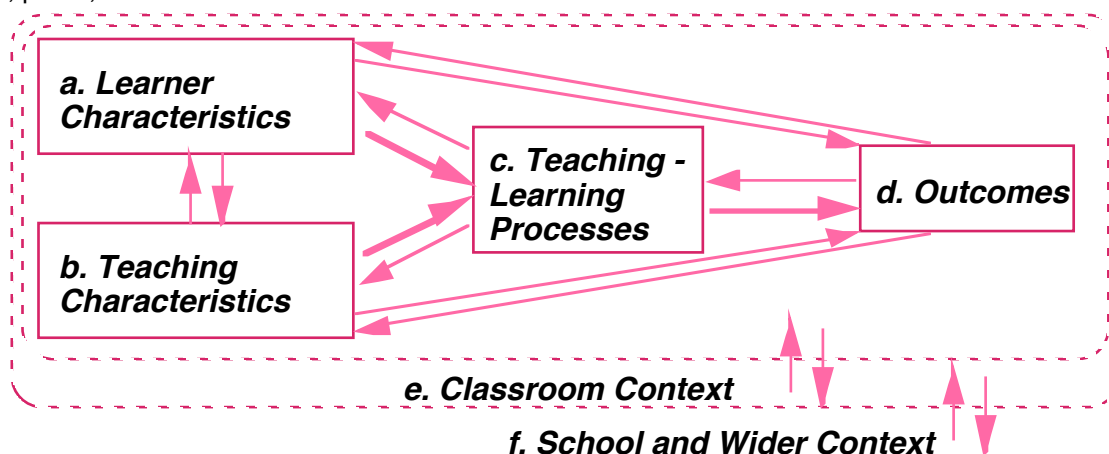 a. Learner
Characteristics
c. Teaching -
Learning
Processes
d. Outcomes
b. Teaching
Characteristics
e. Classroom Context
f. School and Wider Context